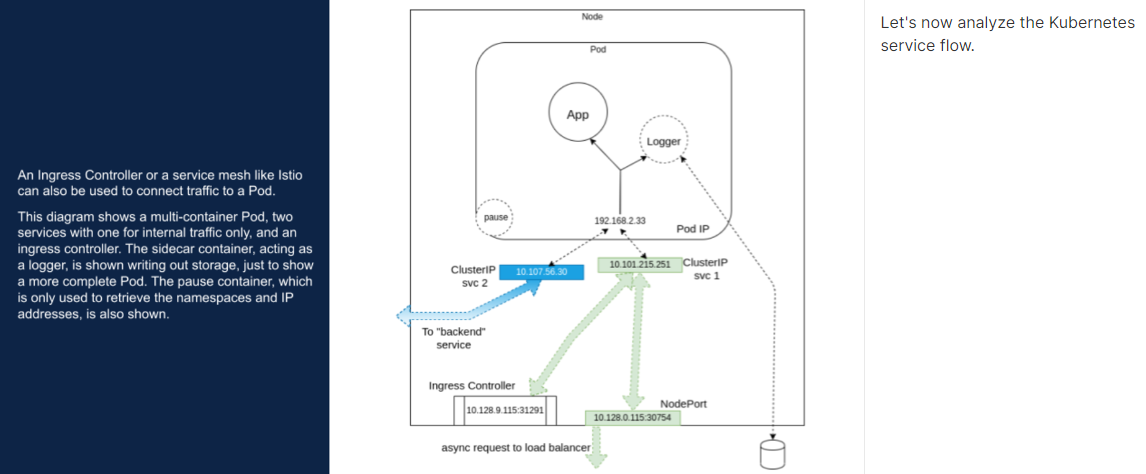 An Ingress Controller or a service mesh like Istio
can also be used to connect traffic to a Pod.
This diagram shows a multi-container Pod, two
services with one for internal traffic only, and an
ingress controller. The sidecar container, acting as
a logger, is shown writing out storage, just to show
a more complete Pod. The pause container, which
is only used to retrieve the namespaces and IP
addresses, is also shown.
Node
Pod
App
Logger
pause
192.168.2.33
Pod IP
ClusterIP
svc 2
10.107.56.30
10.101.215.251
ClusterIP
svc 1
To "backend"
service
Ingress Controller
10.128.9.115:31291
NodePort
10.128.0.115:30754
async request to load balancer
Let's now analyze the Kubernetes
service flow.